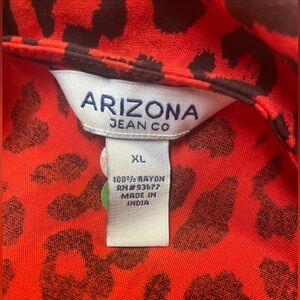 ARIZONA
JEAN CO
XL
100% RAYON
RN#93677
MADE IN
INDIA